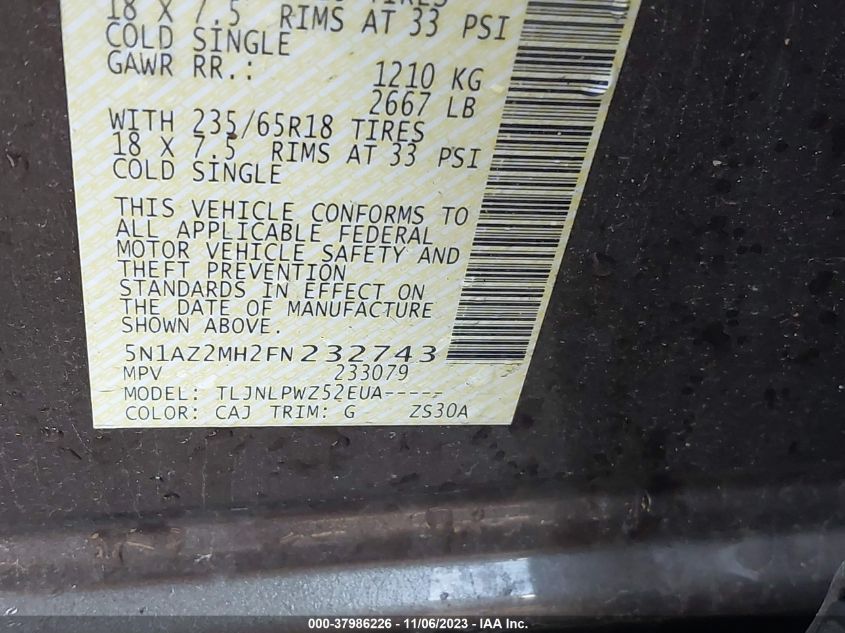 18 X 7.5 RIMS AT 33 PSI
COLD SINGLE
GAWR RR.: 1210 KG
2667 LB
WITH 235/65R18 TIRES
18 X 7.5 RIMS AT 33 PSI
COLD SINGLE
THIS VEHICLE CONFORMS TO
ALL APPLICABLE FEDERAL
MOTOR VEHICLE SAFETY AND
THEFT PREVENTION
STANDARDS IN EFFECT ON
THE DATE OF MANUFACTURE
SHOWN ABOVE.
5N1AZ2MH2FN232743
MPV 233079
MODEL: TLJNLPWZ52EUA-----
COLOR: CAJ TRIM: G ZS30A
000-37986226 - 11/06/2023 - IAA Inc.